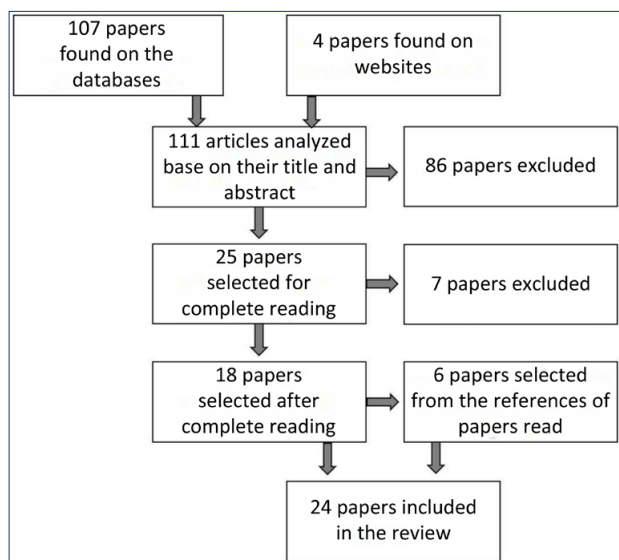 107 papers
found on the
databases
4 papers found on
websites
111 articles analyzed
base on their title and
abstract
86 papers excluded
25 papers
selected for
complete reading
7 papers excluded
18 papers
selected after
complete reading
6 papers selected
from the references of
papers read
24 papers included
in the review